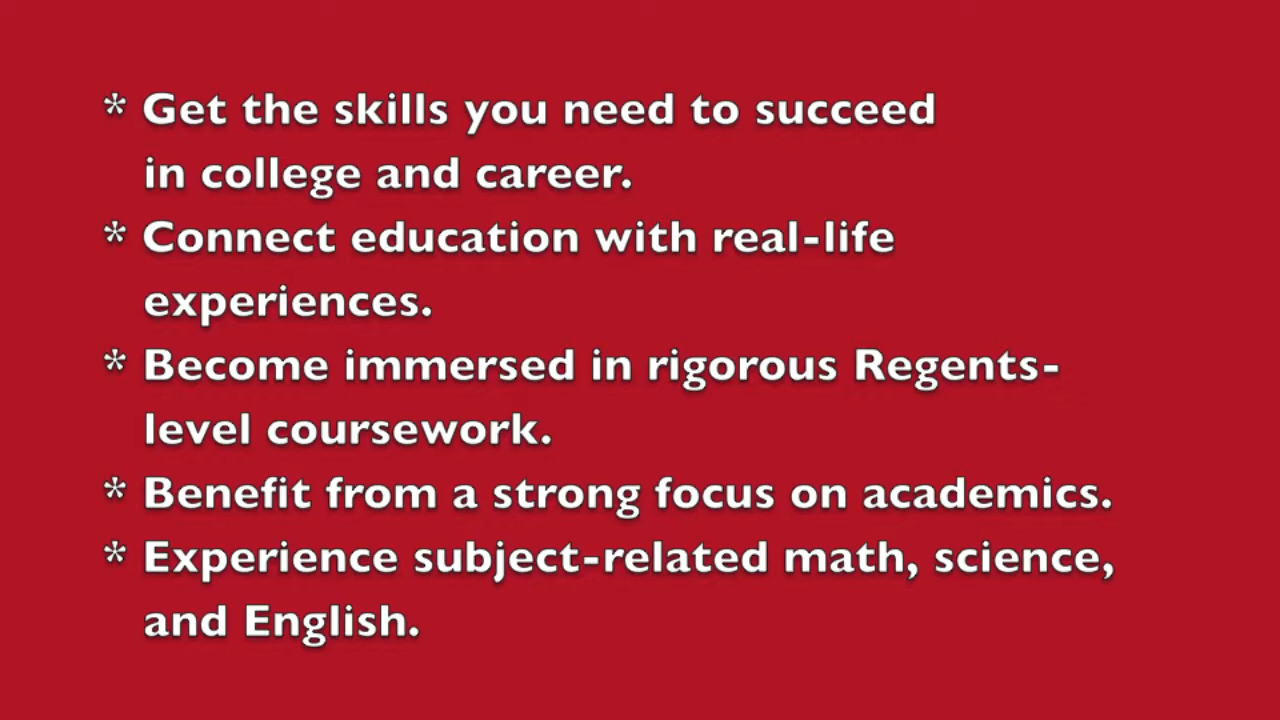 * Get the skills you need to succeed
in college and career.
* Connect education with real-life
experiences.
* Become immersed in rigorous Regents-
level coursework.
* Benefit from a strong focus on academics.
* Experience subject-related math, science,
and English.